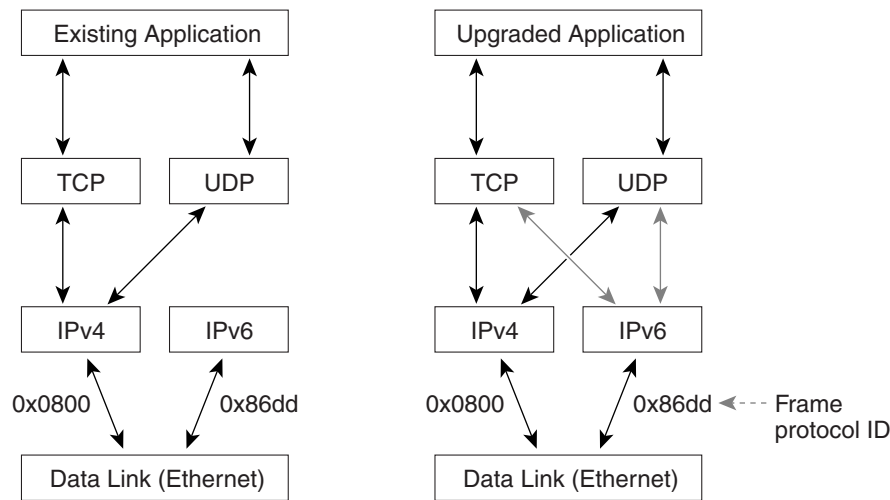 Existing Application
Upgraded Application
TCP
UDP
TCP
UDP
IPv4
IPv6
IPv4
IPv6
0x0800
0x86dd
0x0800
0x86dd
Frame
protocol ID
Data Link (Ethernet)
Data Link (Ethernet)